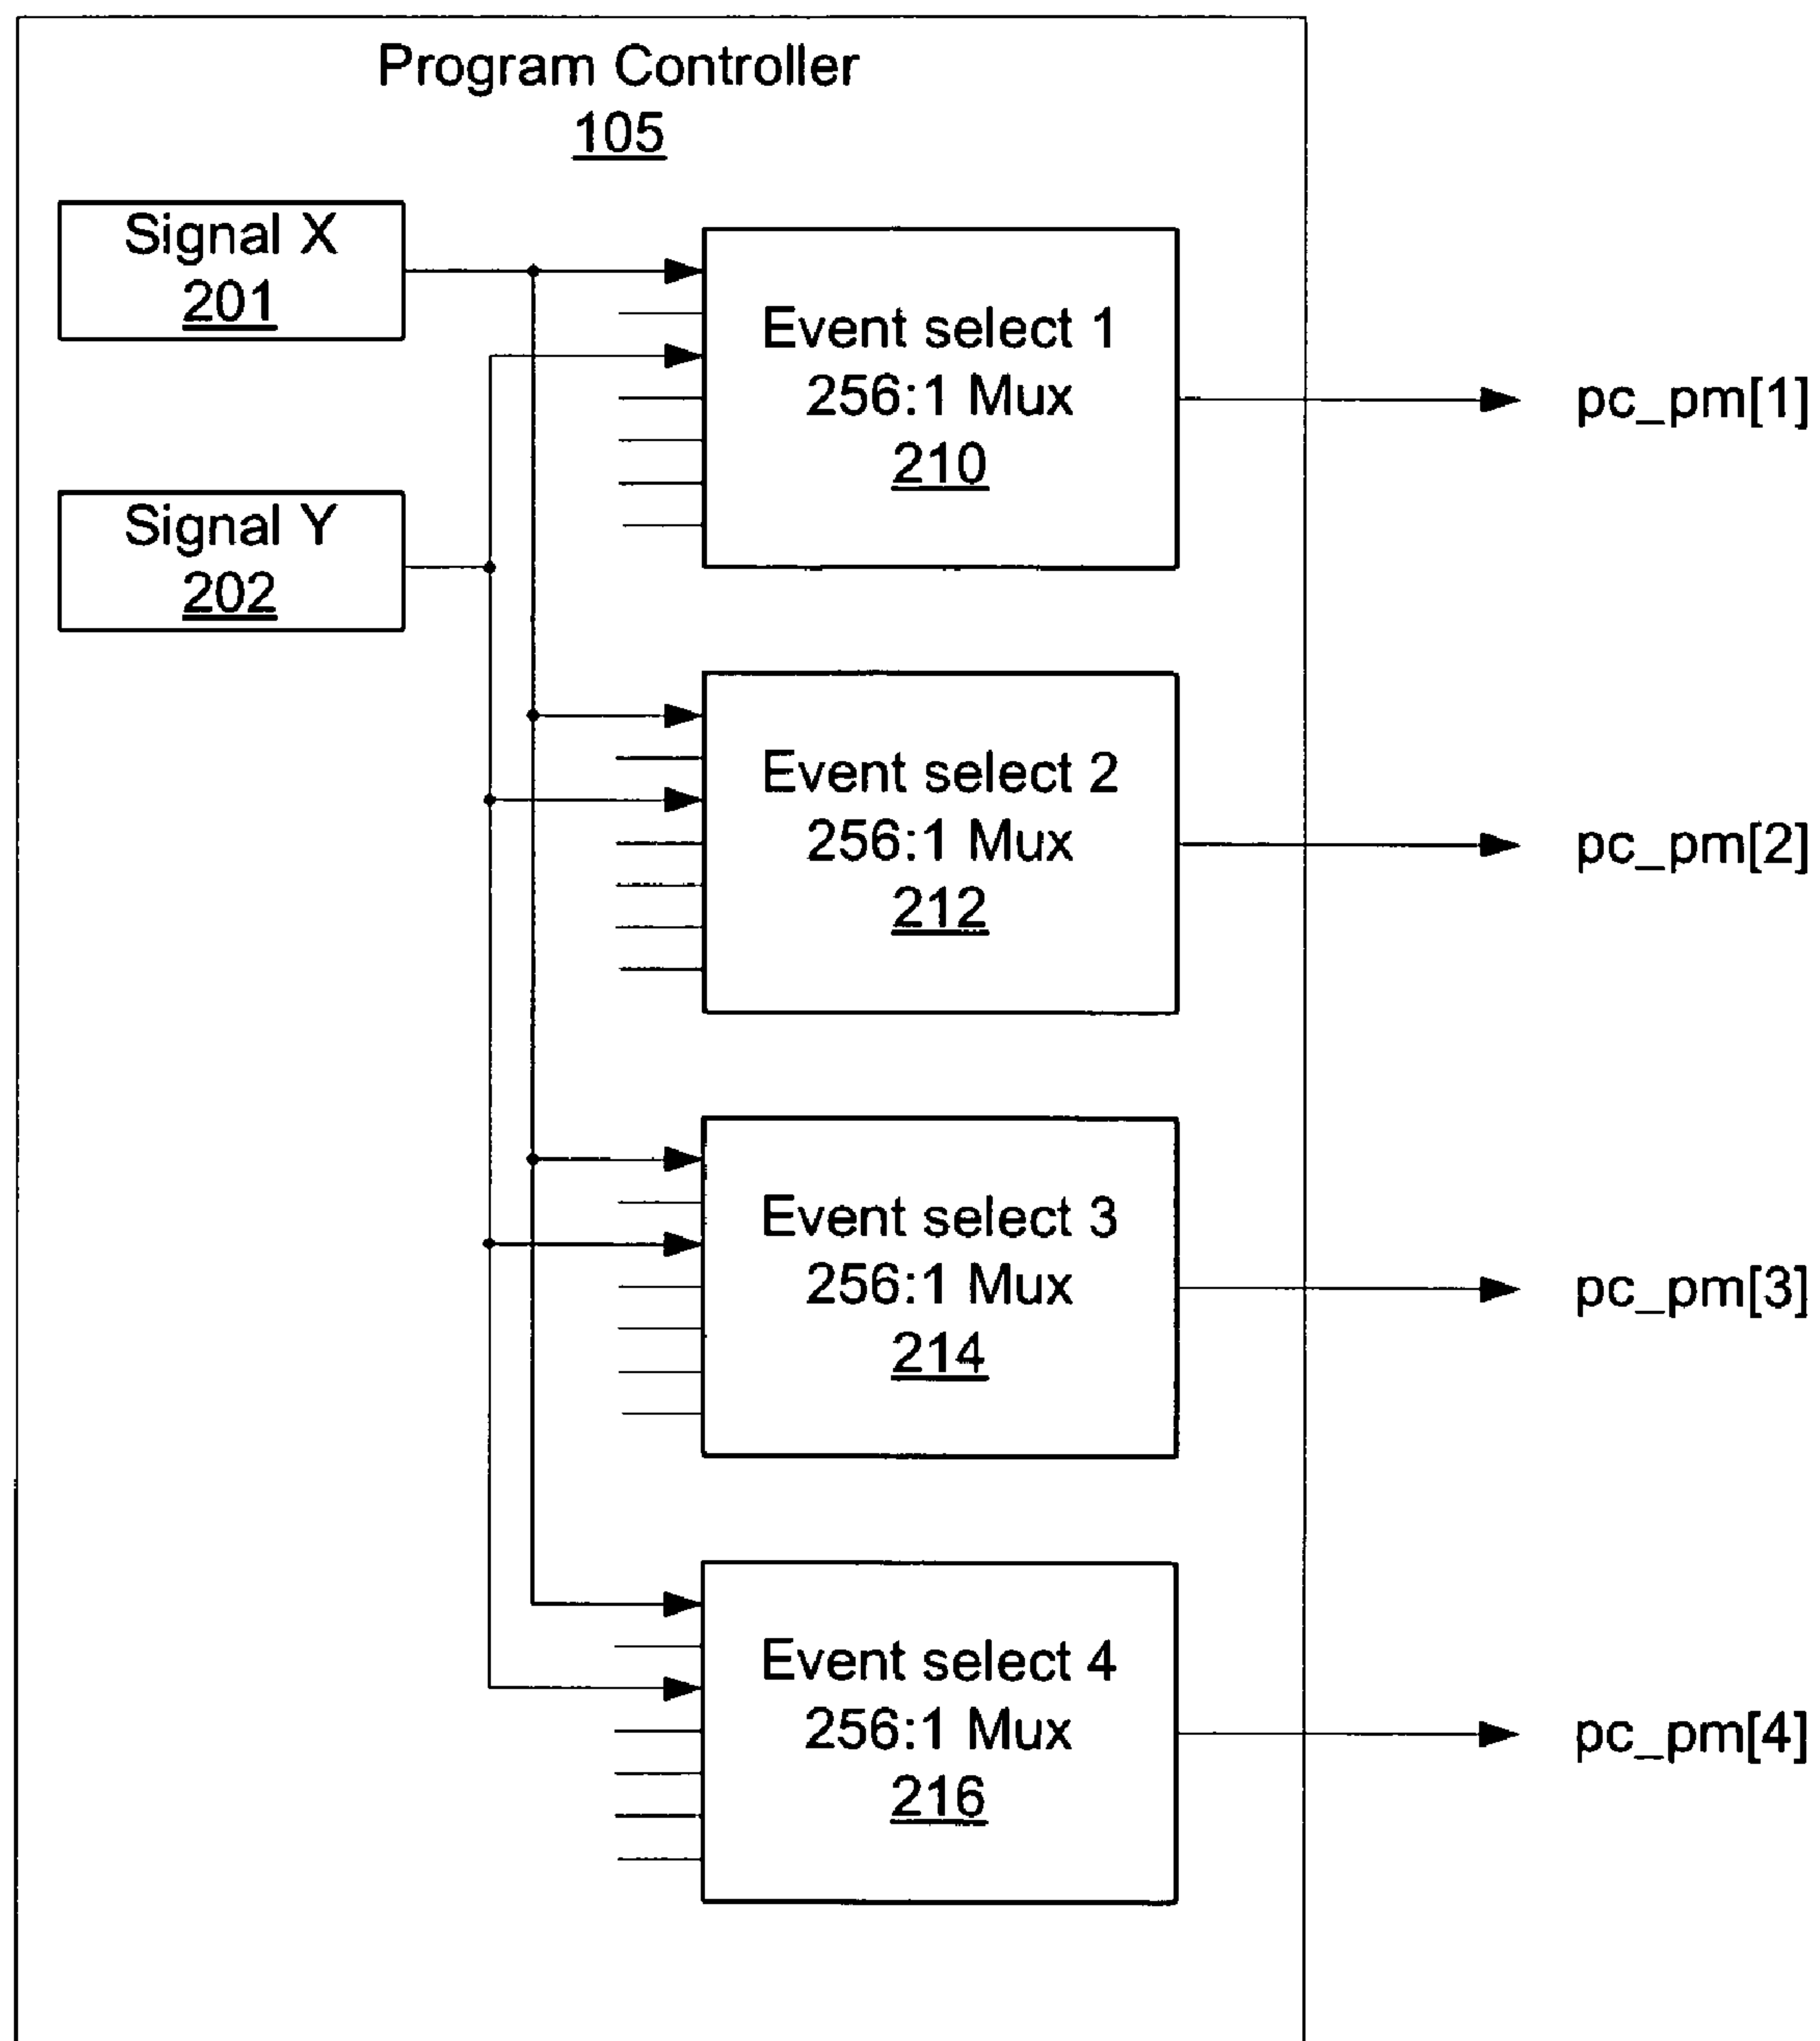 Program Controller
105
Signal X
201
Signal Y
202
Event select 1
256:1 Mux
210
pc_pm[1]
Event select 2
256:1 Mux
212
pc_pm[2]
Event select 3
256:1 Mux
214
pc_pm[3]
Event select 4
256:1 Mux
216
pc_pm[4]